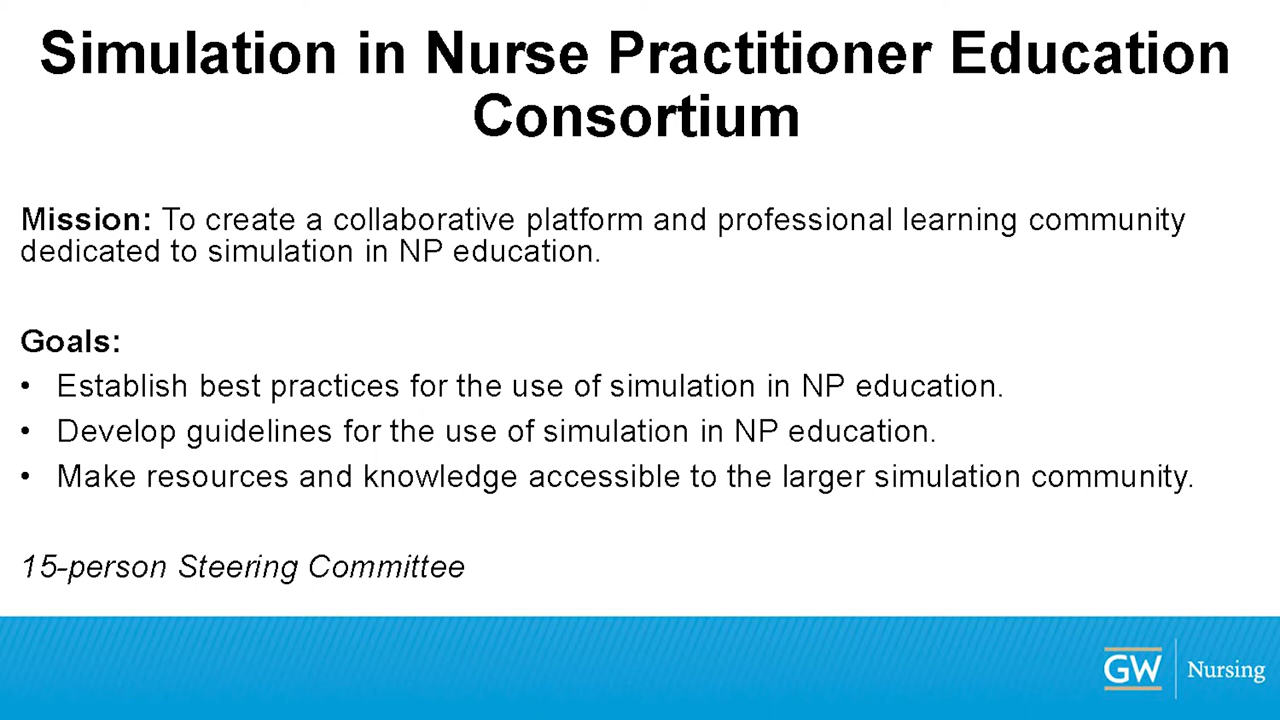 Simulation in Nurse Practitioner Education
Consortium
Mission: To create a collaborative platform and professional learning community
dedicated to simulation in NP education.
Goals:
• Establish best practices for the use of simulation in NP education.
• Develop guidelines for the use of simulation in NP education.
• Make resources and knowledge accessible to the larger simulation community.
15-person Steering Committee
GW Nursing